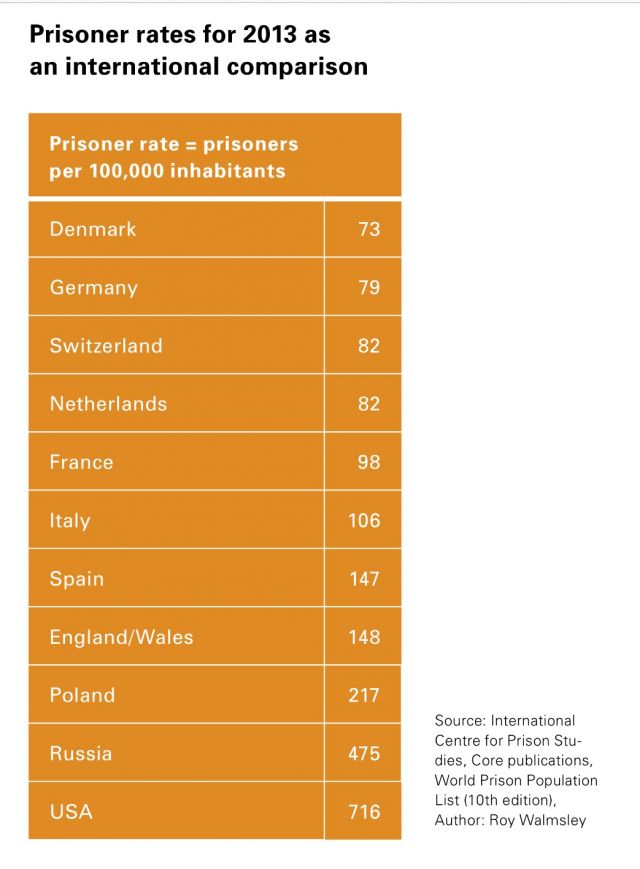 Prisoner rates for 2013 as
an international comparison
Prisoner rate = prisoners
per 100,000 inhabitants
Denmark 73
Germany 79
Switzerland 82
Netherlands 82
France 98
Italy 106
Spain 147
England/Wales 148
Poland 217
Russia 475
USA 716
Source: International
Centre for Prison Stu-
dies, Core publications,
World Prison Population
List (10th edition),
Author: Roy Walmsley